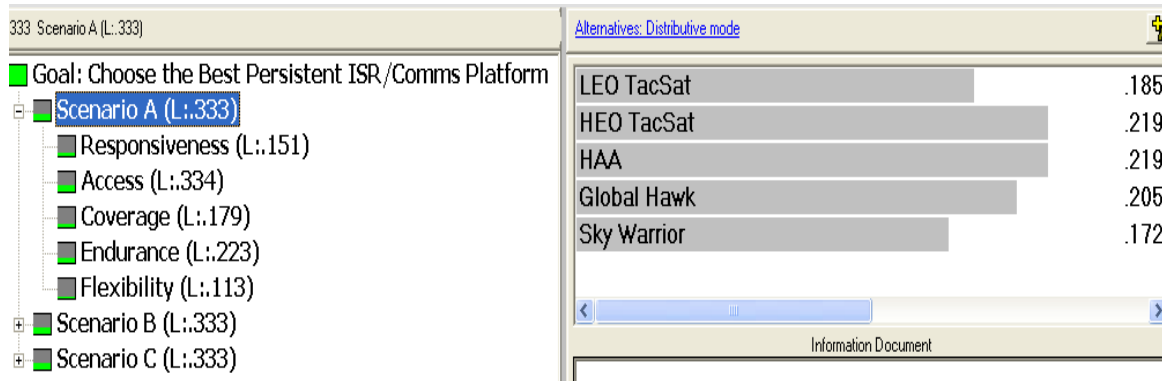 333 Scenario A (L:.333)
Goal: Choose the Best Persistent ISR/Comms Platform
Scenario A (L:.333)
Responsiveness (L:.151)
Access (L:.334)
Coverage (L:.179)
Endurance (L:.223)
Flexibility (L:.113)
Scenario B (L:.333)
Scenario C (L:.333)
Alternatives: Distributive mode
LEO TacSat .185
HEO TacSat .219
HAA .219
Global Hawk .205
Sky Warrior .172
Information Document